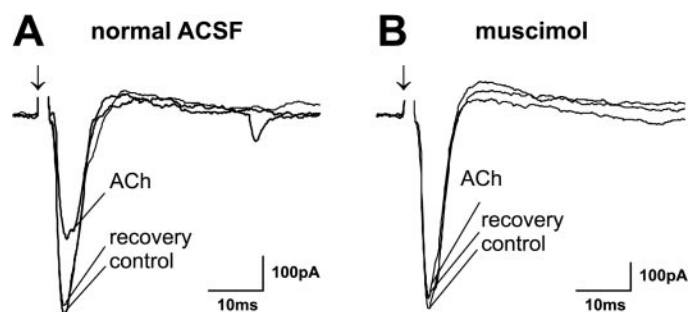 A normal ACSF
ACh
recovery
control
100pA
10ms
B muscimol
ACh
recovery
control
100pA
10ms